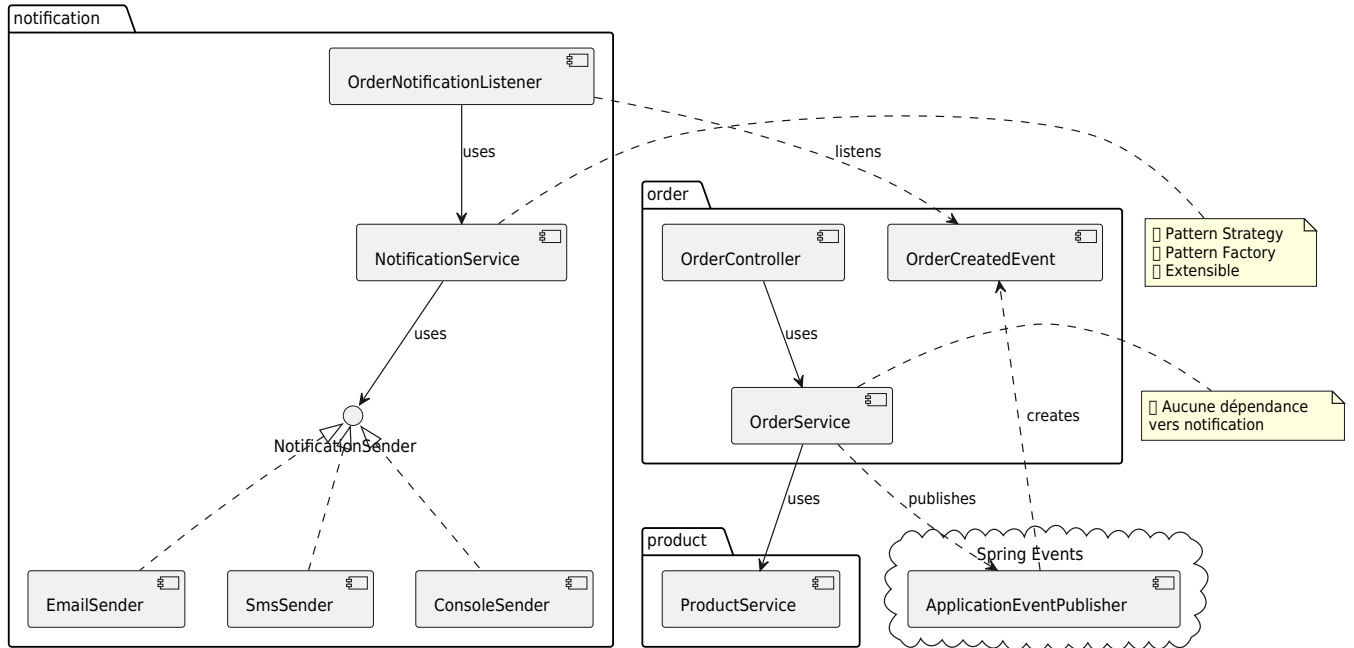 notification
OrderNotificationListener
uses
listens
order
NotificationService
OrderController
OrderCreatedEvent
Pattern Strategy
Pattern Factory
Extensible
uses
uses
NotificationSender
OrderService
creates
Aucune dépendance
vers notification
uses
publishes
product
Spring Events
EmailSender
SmsSender
ConsoleSender
ProductService
ApplicationEventPublisher